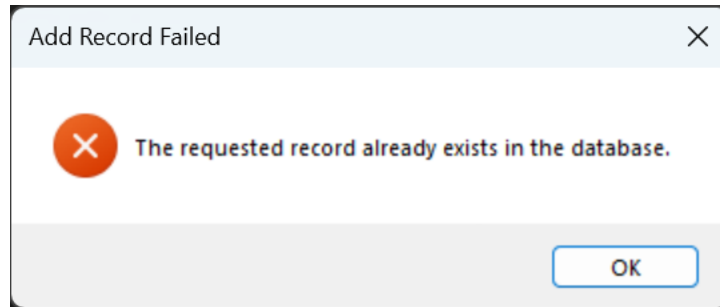 Add Record Failed
The requested record already exists in the database.
OK